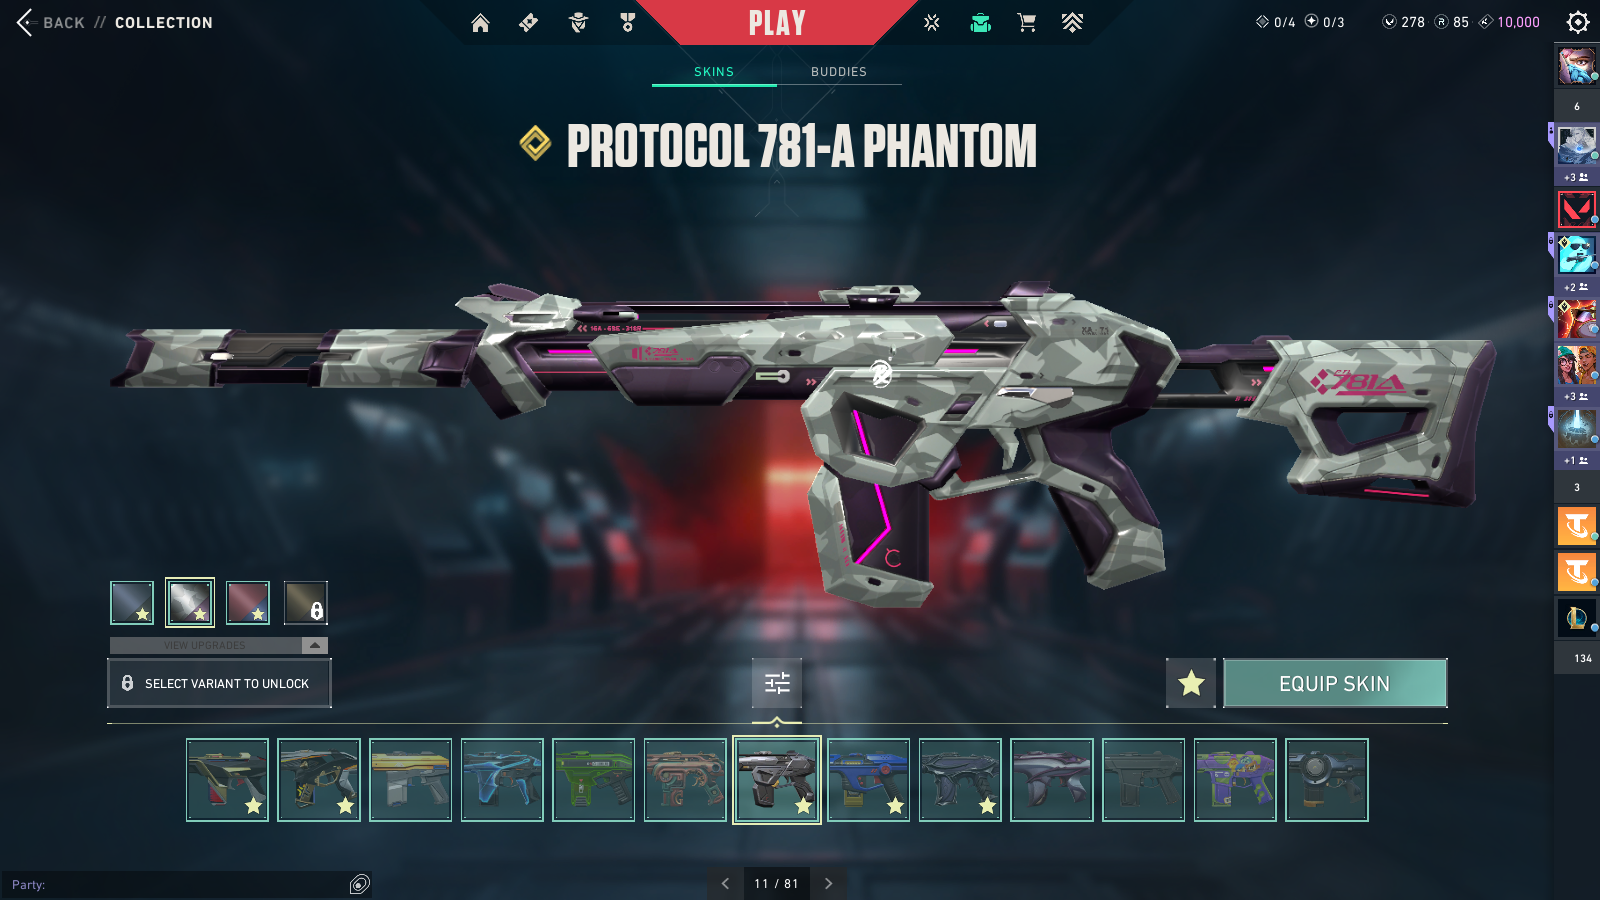 BACK // COLLECTION
PLAY
0/4 0/3 278 R 85 10,000
SKINS BUDDIES
PROTOCOL 781-A PHANTOM
781A
6
+3
+2
+3
+1
3
134
VIEW UPGRADES
SELECT VARIANT TO UNLOCK
EQUIP SKIN
Party:
11 / 81